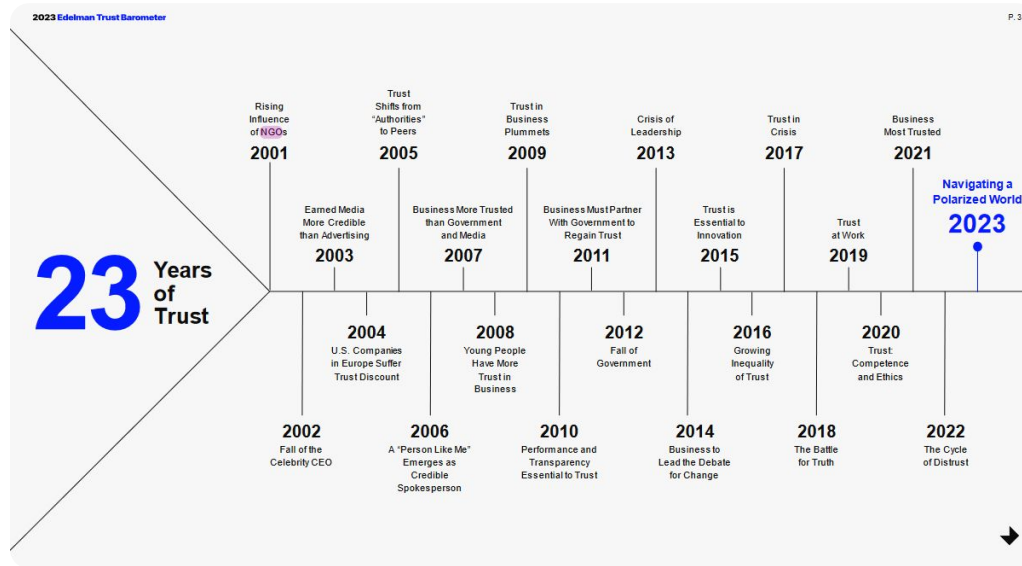 2023 Edelman Trust Barometer
P. 3
23
Years
of
Trust
Rising
Influence
of NGOs
2001
2002
Fall of the
Celebrity CEO
Earned Media
More Credible
than Advertising
2003
2004
U.S. Companies
in Europe Suffer
Trust Discount
Trust
Shifts from
“Authorities”
to Peers
2005
2006
A “Person Like Me”
Emerges as
Credible
Spokesperson
Business More Trusted
than Government
and Media
2007
2008
Young People
Have More
Trust in
Business
Trust in
Business
Plummets
2009
2010
Performance and
Transparency
Essential to Trust
Business Must Partner
With Government to
Regain Trust
2011
2012
Fall of
Government
Crisis of
Leadership
2013
2014
Business to
Lead the Debate
for Change
Trust is
Essential to
Innovation
2015
2016
Growing
Inequality
of Trust
Trust in
Crisis
2017
2018
The Battle
for Truth
Trust
at Work
2019
2020
Trust:
Competence
and Ethics
Business
Most Trusted
2021
2022
The Cycle
of Distrust
Navigating a
Polarized World
2023